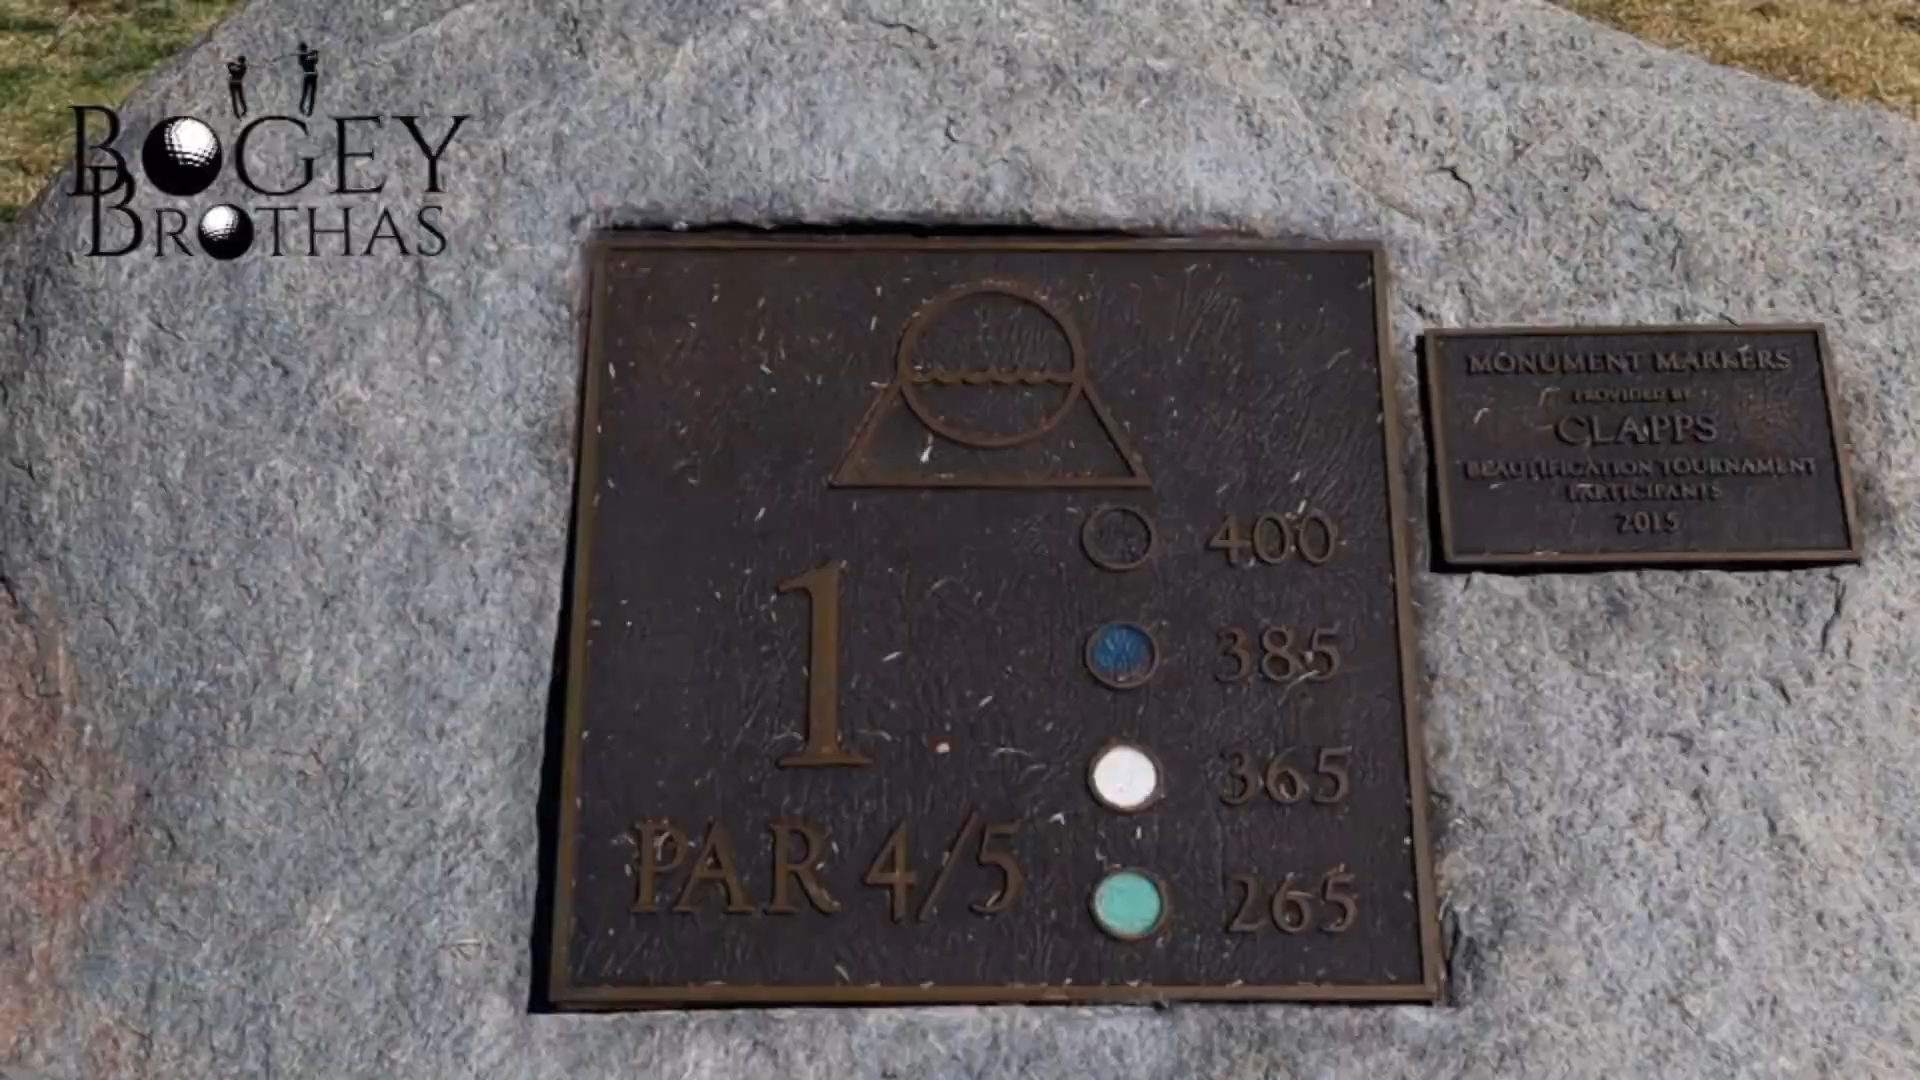 BOGEY
BROTHAS
1
PAR 4/5
400
385
365
265
MONUMENT MARKERS
PROVIDED BY
CLAPPS
BEAUTIFICATION TOURNAMENT
PARTICIPANTS
2015